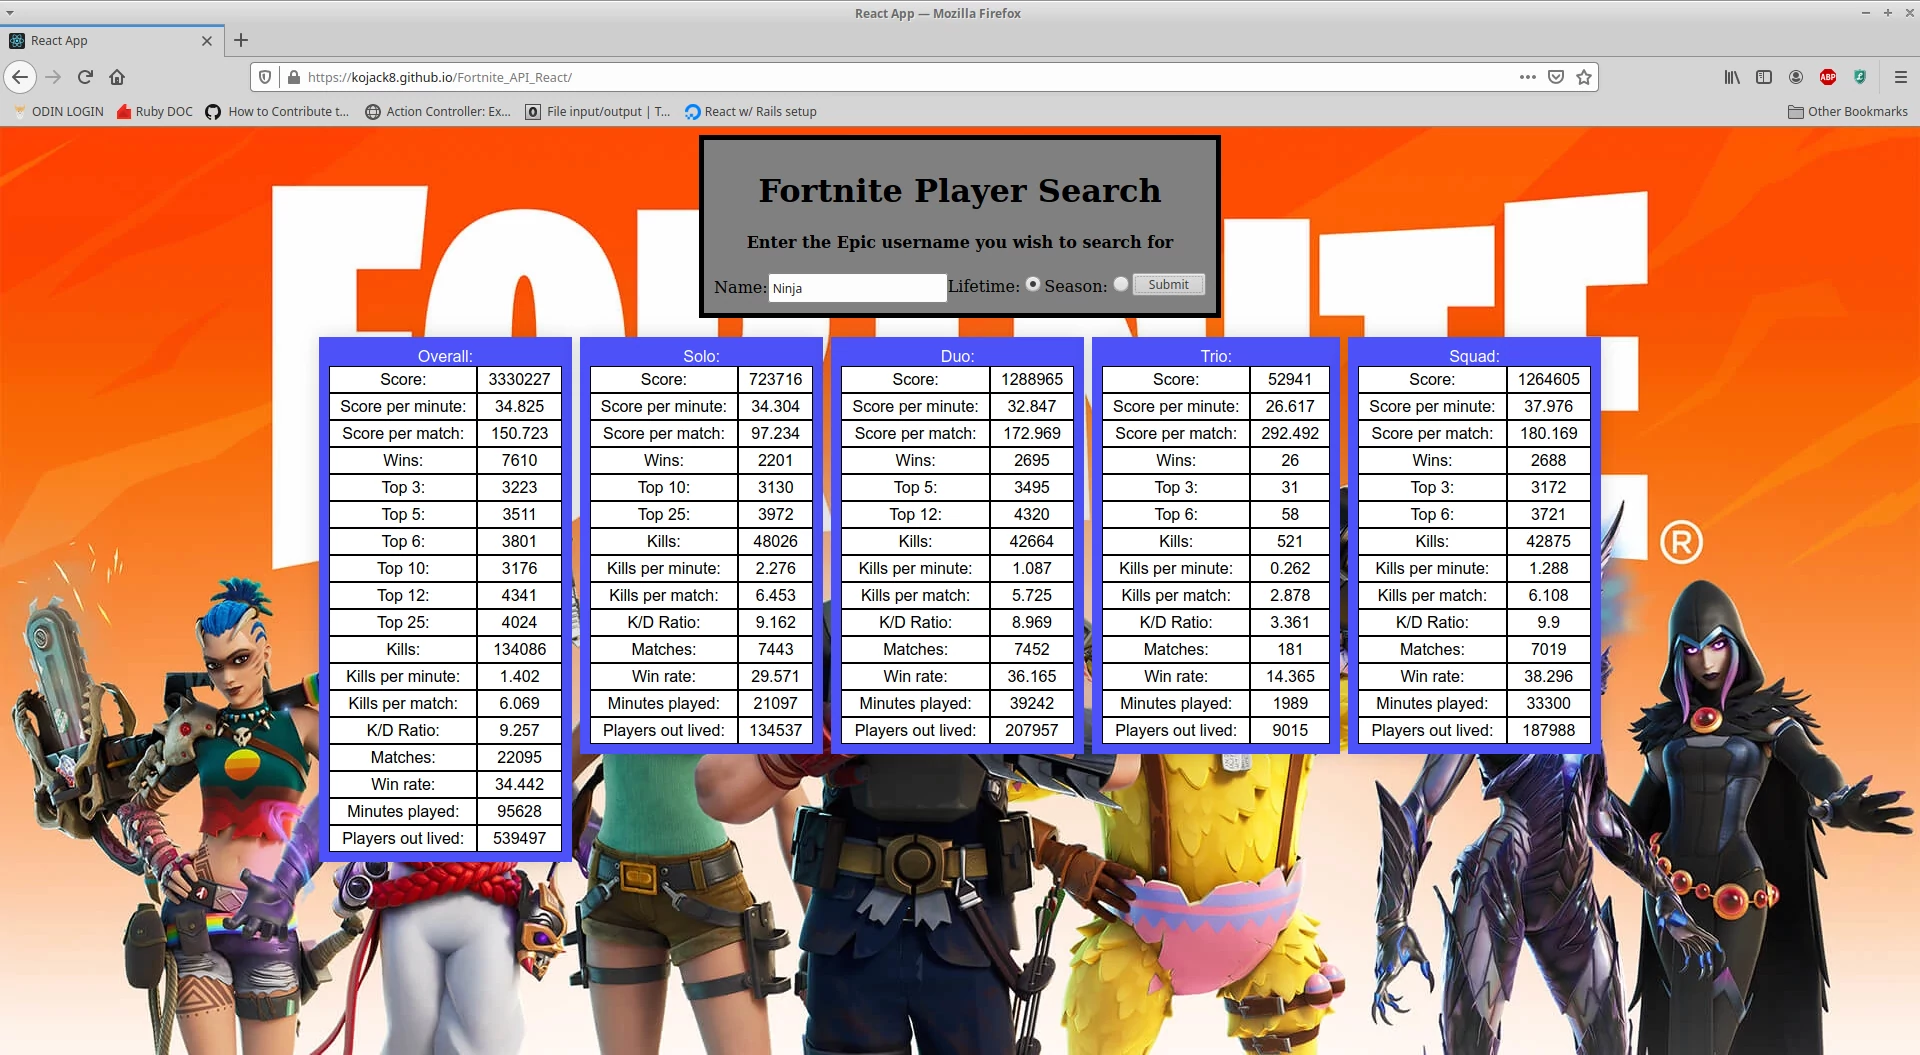 React App — Mozilla Firefox
React App
https://kojack8.github.io/Fortnite_API_React/
ABP
ODIN LOGIN Ruby DOC How to Contribute t... Action Controller: Ex... File input/output | T... React w/ Rails setup Other Bookmarks
FORTNITE
®
Fortnite Player Search
Enter the Epic username you wish to search for
Name: Ninja Lifetime: Season: Submit
Overall:
Score: 3330227
Score per minute: 34.825
Score per match: 150.723
Wins: 7610
Top 3: 3223
Top 5: 3511
Top 6: 3801
Top 10: 3176
Top 12: 4341
Top 25: 4024
Kills: 134086
Kills per minute: 1.402
Kills per match: 6.069
K/D Ratio: 9.257
Matches: 22095
Win rate: 34.442
Minutes played: 95628
Players out lived: 539497
Solo:
Score: 723716
Score per minute: 34.304
Score per match: 97.234
Wins: 2201
Top 10: 3130
Top 25: 3972
Kills: 48026
Kills per minute: 2.276
Kills per match: 6.453
K/D Ratio: 9.162
Matches: 7443
Win rate: 29.571
Minutes played: 21097
Players out lived: 134537
Duo:
Score: 1288965
Score per minute: 32.847
Score per match: 172.969
Wins: 2695
Top 5: 3495
Top 12: 4320
Kills: 42664
Kills per minute: 1.087
Kills per match: 5.725
K/D Ratio: 8.969
Matches: 7452
Win rate: 36.165
Minutes played: 39242
Players out lived: 207957
Trio:
Score: 52941
Score per minute: 26.617
Score per match: 292.492
Wins: 26
Top 3: 31
Top 6: 58
Kills: 521
Kills per minute: 0.262
Kills per match: 2.878
K/D Ratio: 3.361
Matches: 181
Win rate: 14.365
Minutes played: 1989
Players out lived: 9015
Squad:
Score: 1264605
Score per minute: 37.976
Score per match: 180.169
Wins: 2688
Top 3: 3172
Top 6: 3721
Kills: 42875
Kills per minute: 1.288
Kills per match: 6.108
K/D Ratio: 9.9
Matches: 7019
Win rate: 38.296
Minutes played: 33300
Players out lived: 187988